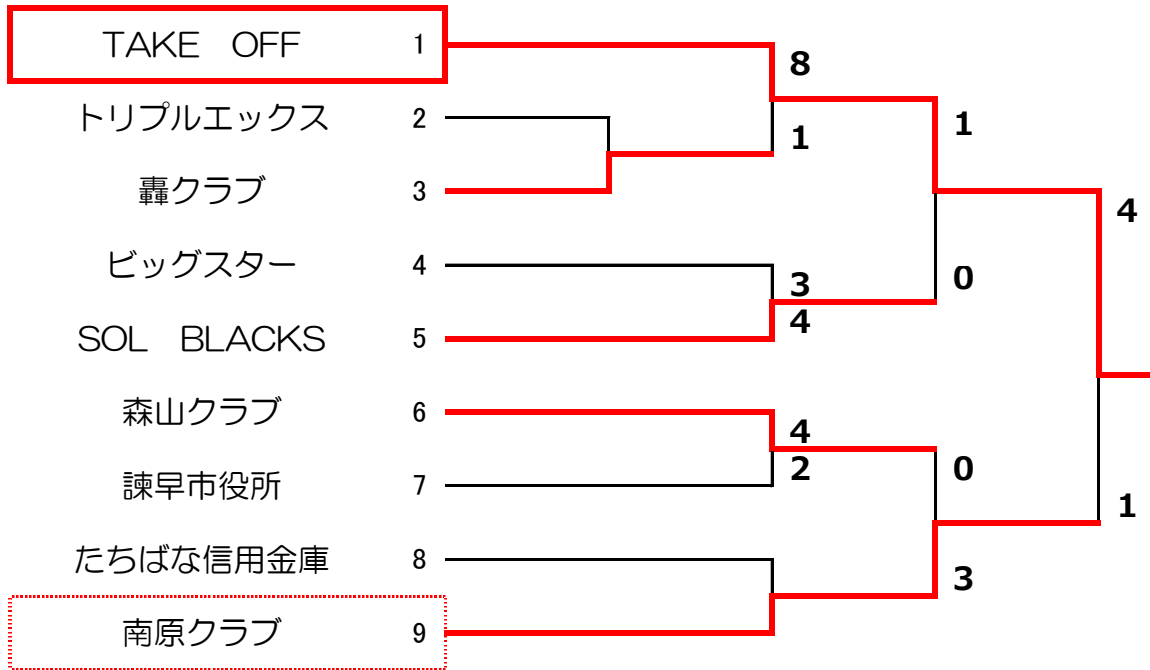 TAKE　OFF 1
トリプルエックス 2
轟クラブ 3
ビッグスター 4
SOL　BLACKS 5
森山クラブ 6
諫早市役所 7
たちばな信用金庫 8
南原クラブ 9
8
1
3
4
4
2
1
0
0
3
4
1